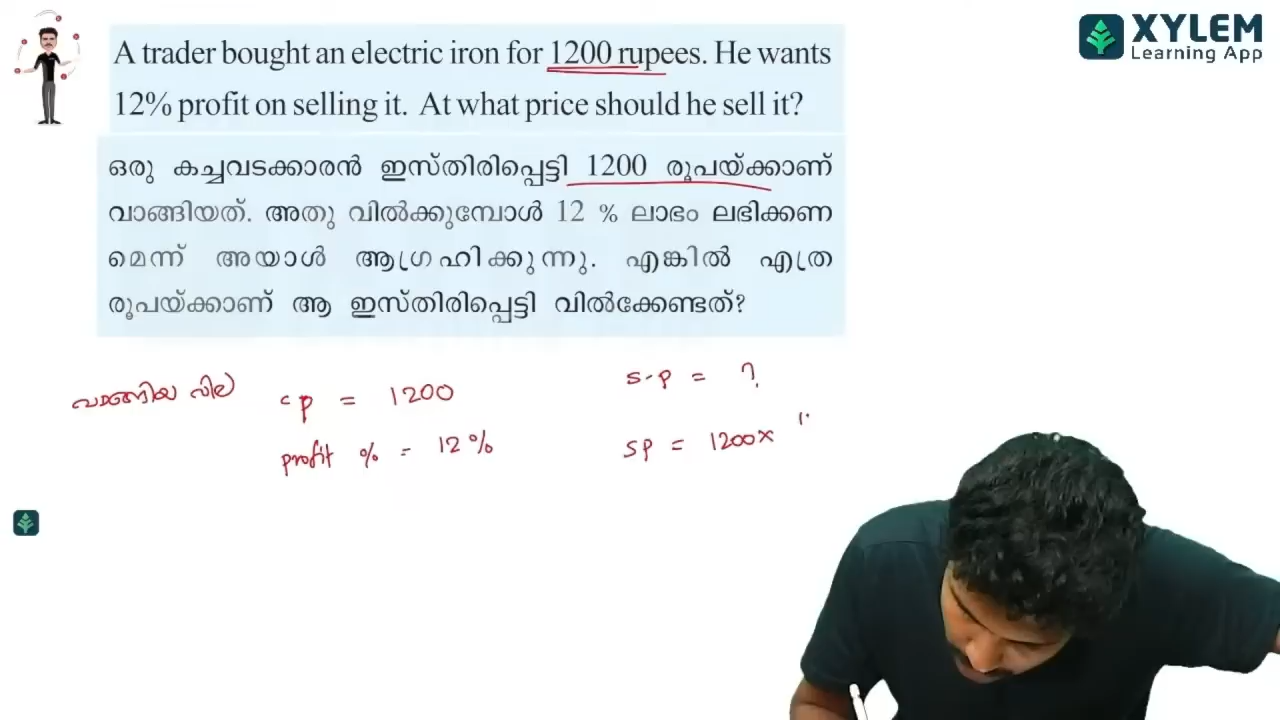 XYLEM
Learning App
A trader bought an electric iron for 1200 rupees. He wants
12% profit on selling it. At what price should he sell it?
ഒരു കച്ചവടക്കാരൻ ഇസ്തിരിപ്പെട്ടി 1200 രൂപയ്ക്കാണ്
വാങ്ങിയത്. അതു വിൽക്കുമ്പോൾ 12 % ലാഭം ലഭിക്കണ
മെന്ന് അയാൾ ആഗ്രഹിക്കുന്നു. എങ്കിൽ എത്ര
രൂപയ്ക്കാണ് ആ ഇസ്തിരിപ്പെട്ടി വിൽക്കേണ്ടത്?
വാങ്ങിയ വില cp = 1200
profit % = 12%
s.p = ?
sp = 1200x